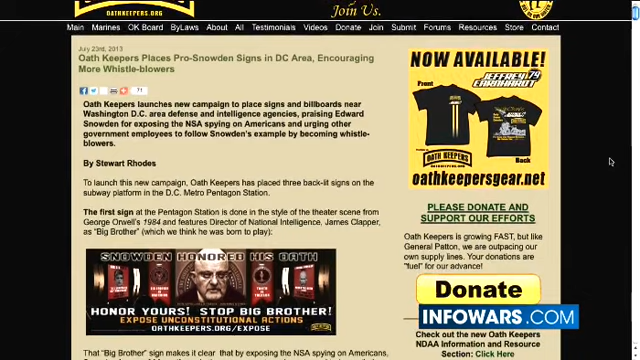 OATHKEEPERS.ORG
Join Us.
Main Marines OK Board ByLaws About All Testimonials Videos Donate Join Submit Forums Resources Store Contact
July 23rd, 2013
Oath Keepers Places Pro-Snowden Signs in DC Area, Encouraging
More Whistle-blowers
71
Oath Keepers launches new campaign to place signs and billboards near
Washington D.C. area defense and intelligence agencies, praising Edward
Snowden for exposing the NSA spying on Americans and urging other
government employees to follow Snowden's example by becoming whistle-
blowers.
By Stewart Rhodes
To launch this new campaign, Oath Keepers has placed three back-lit signs on the
subway platform in the D.C. Metro Pentagon Station.
The first sign at the Pentagon Station is done in the style of the theater scene from
George Orwell's 1984 and features Director of National Intelligence, James Clapper,
as "Big Brother" (which we think he was born to play):
SNOWDEN HONORED HIS OATH
HONOR YOURS! STOP BIG BROTHER!
EXPOSE UNCONSTITUTIONAL ACTIONS
OATHKEEPERS.ORG/EXPOSE
That "Big Brother" sign makes it clear that by exposing the NSA spying on Americans,
NOW AVAILABLE!
Front
JEFFREY
EARNHARDT
79
OATH KEEPERS
Back
oathkeepersgear.net
PLEASE DONATE AND
SUPPORT OUR EFFORTS
Oath Keepers is growing FAST, but like
General Patton, we are outpacing our
own supply lines. Your donations are
"fuel" for our advance!
Donate
INFOWARS.COM
Check out the new Oath Keepers
NDAA Information and Resource
Section: Click Here